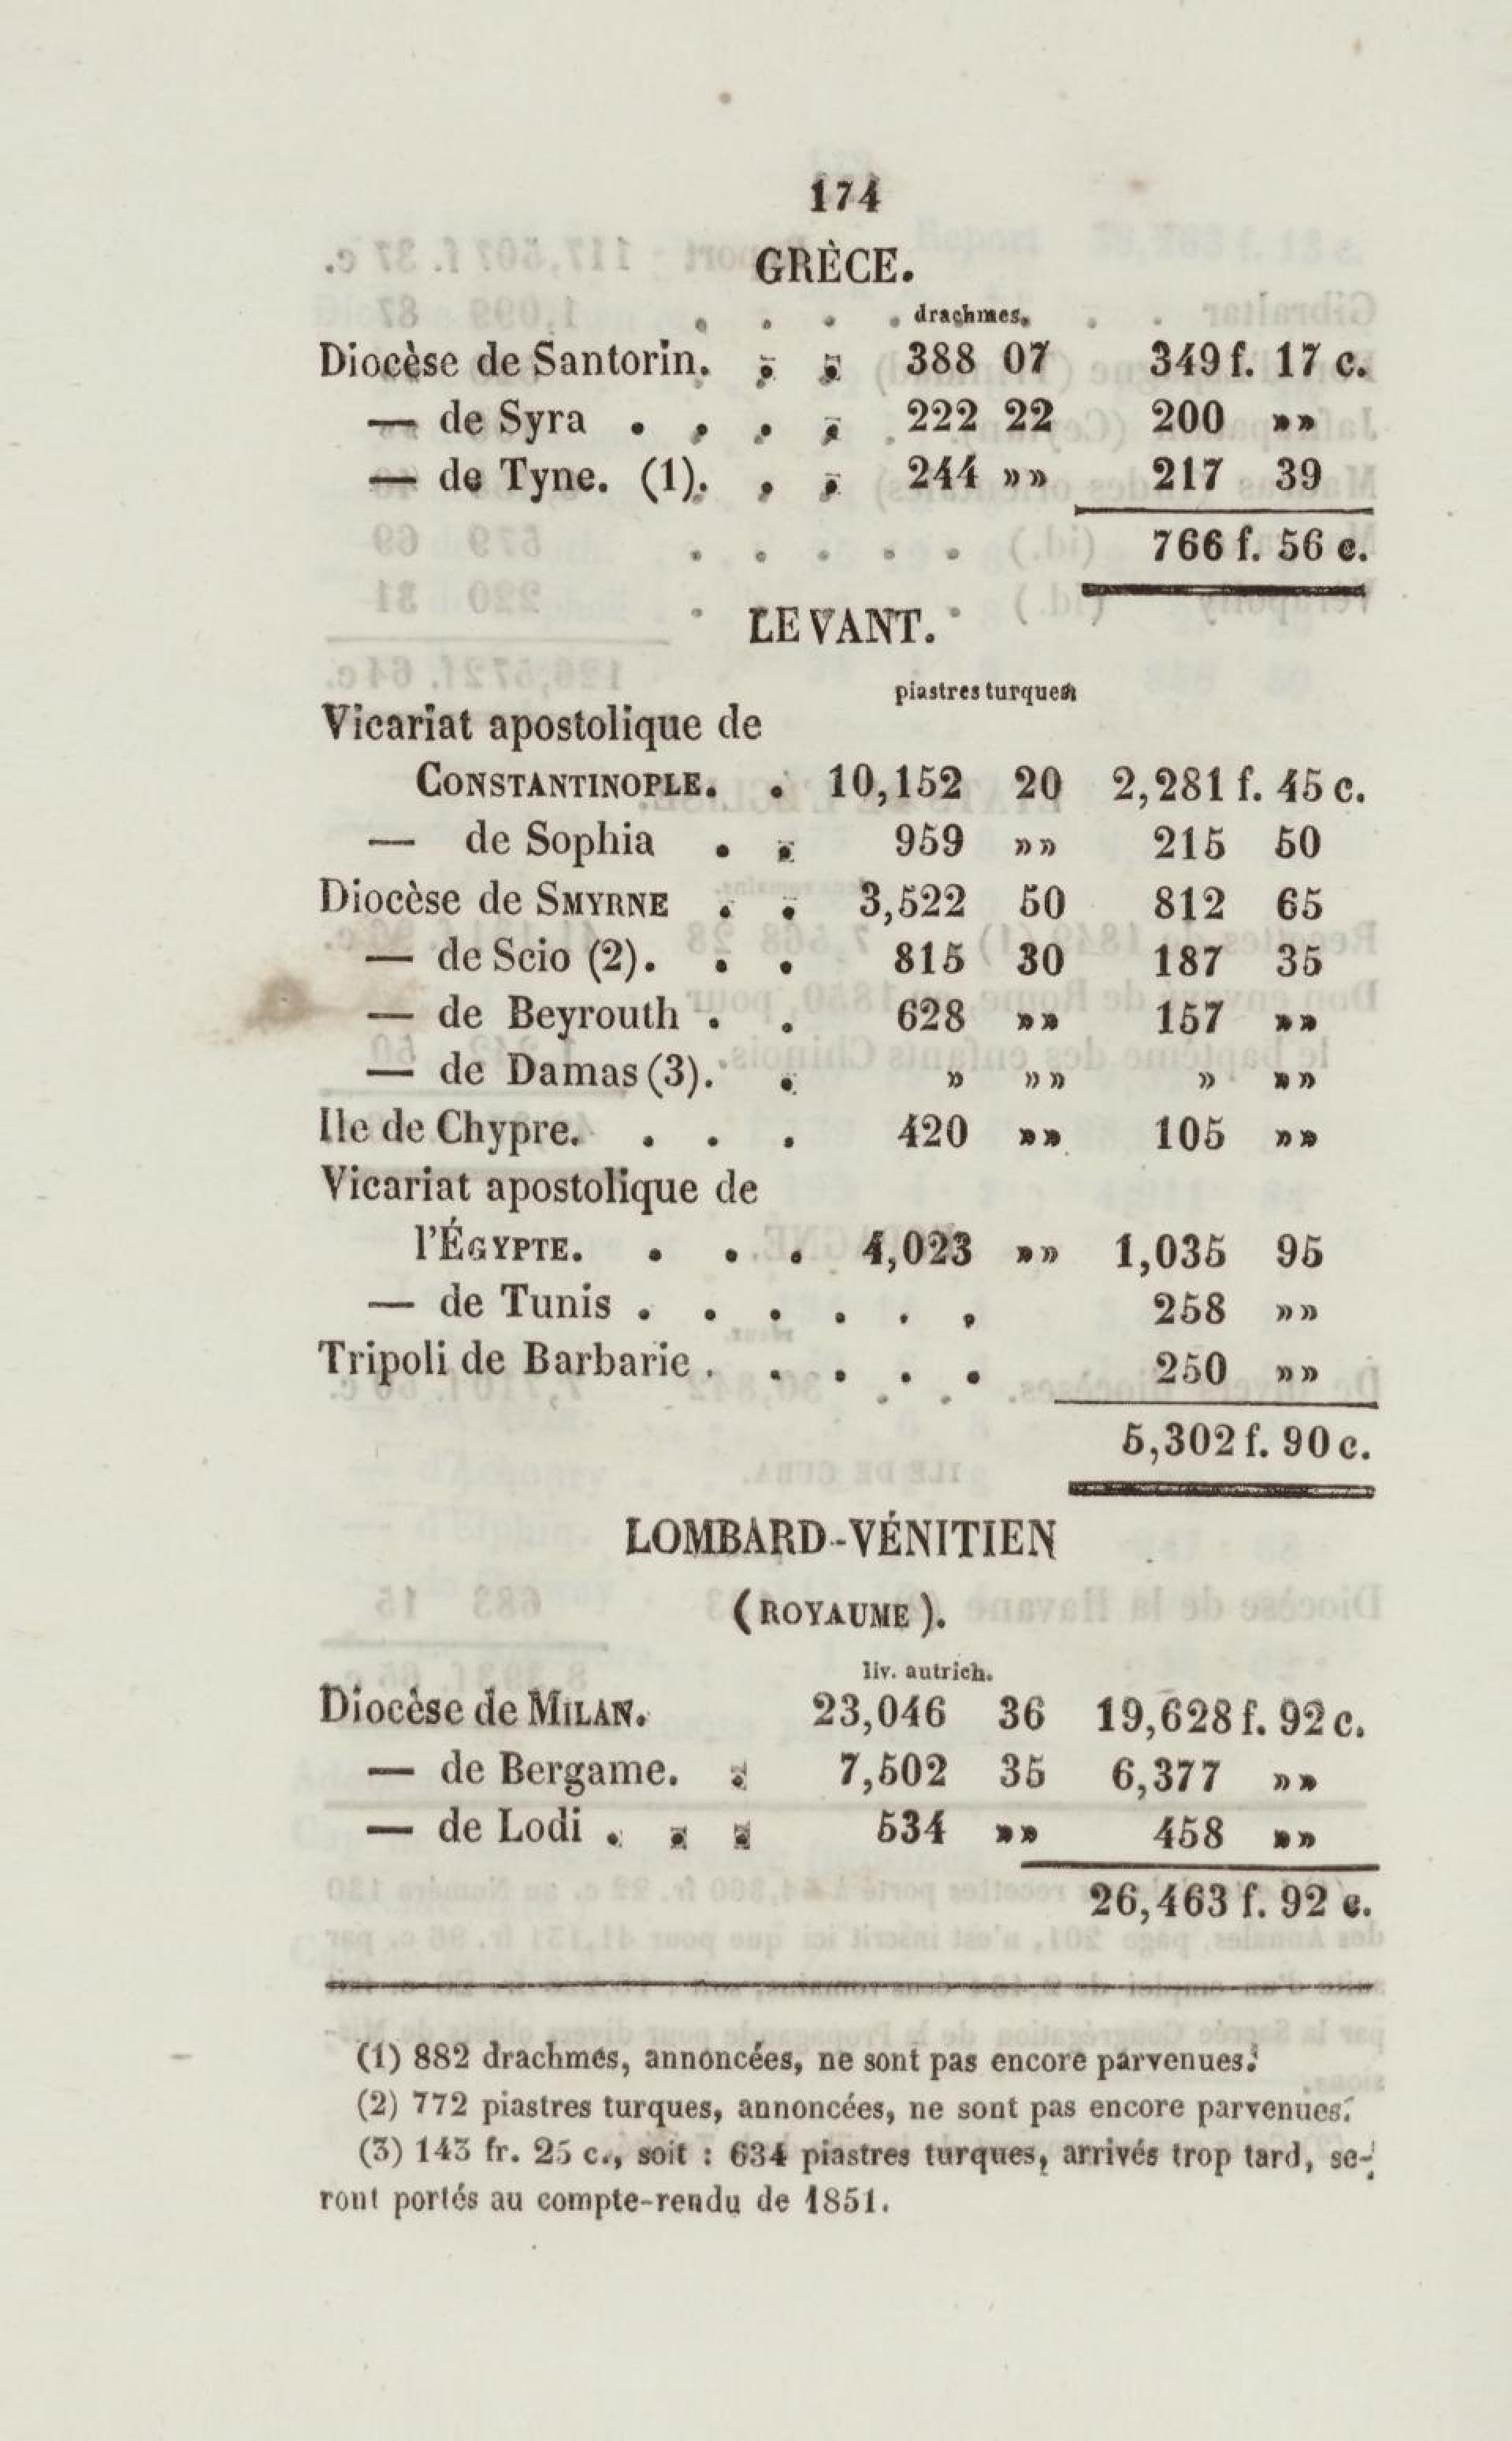 174
GRÈCE.
drachmes.
Diocèse de Santorin. . . 388 07 349 f. 17 c.
— de Syra . . . . 222 22 200 »»
— de Tyne. (1). . . 244 »» 217 39
766 f. 56 c.
LEVANT.
piastres turques
Vicariat apostolique de
CONSTANTINOPLE. . 10,152 20 2,281 f. 45 c.
— de Sophia . . 959 »» 215 50
Diocèse de SMYRNE . . 3,522 50 812 65
— de Scio (2). . . 815 30 187 35
— de Beyrouth . . 628 »» 157 »»
— de Damas (3). . » »» » »»
Ile de Chypre. . . . 420 »» 105 »»
Vicariat apostolique de
l'ÉGYPTE. . . . 4,023 »» 1,035 95
— de Tunis . . . . . . 258 »»
Tripoli de Barbarie . . . . . 250 »»
5,302 f. 90 c.
LOMBARD-VÉNITIEN
(ROYAUME).
liv. autrich.
Diocèse de MILAN. 23,046 36 19,628 f. 92 c.
— de Bergame. . 7,502 35 6,377 »»
— de Lodi . . . 534 »» 458 »»
26,463 f. 92 c.
(1) 882 drachmes, annoncées, ne sont pas encore parvenues.
(2) 772 piastres turques, annoncées, ne sont pas encore parvenues.
(3) 143 fr. 25 c., soit : 634 piastres turques, arrivés trop tard, se-
ront portés au compte-rendu de 1851.